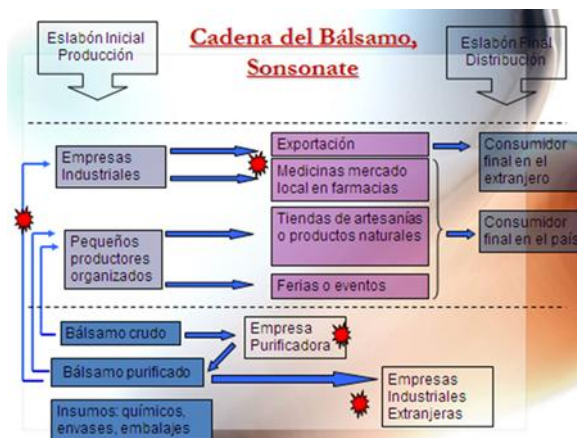 Eslabón Inicial
Producción
Cadena del Bálsamo,
Sonsonate
Eslabón Final
Distribución
Empresas
Industriales
Exportación
Medicinas mercado
local en farmacias
Consumidor
final en el
extranjero
Pequeños
productores
organizados
Tiendas de artesanías
o productos naturales
Ferias o eventos
Consumidor
final en el país
Bálsamo crudo
Empresa
Purificadora
Bálsamo purificado
Empresas
Industriales
Extranjeras
Insumos: químicos,
envases, embalajes